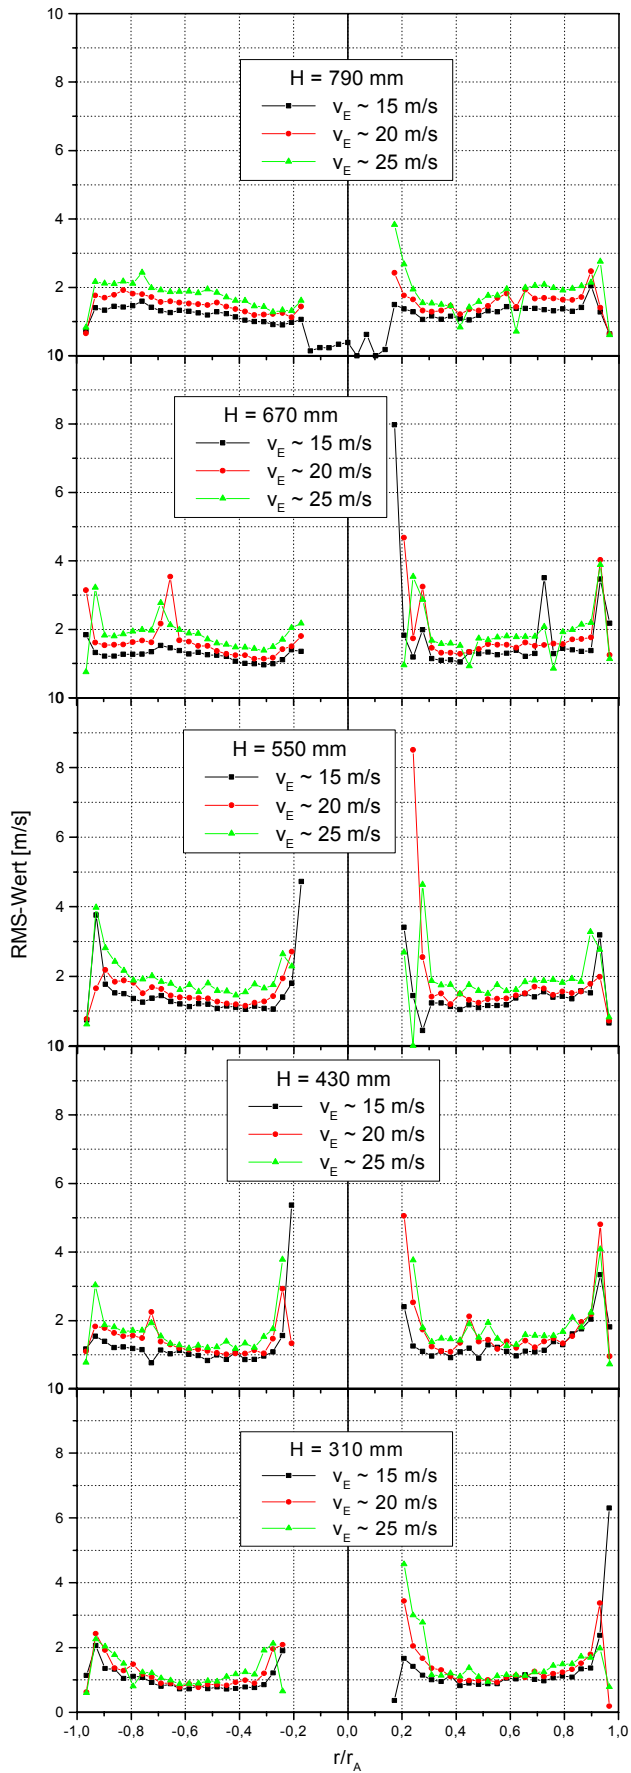 10
H = 790 mm
v_E ~ 15 m/s
v_E ~ 20 m/s
v_E ~ 25 m/s
8
6
4
2
0
10
H = 670 mm
v_E ~ 15 m/s
v_E ~ 20 m/s
v_E ~ 25 m/s
8
6
4
2
0
10
H = 550 mm
v_E ~ 15 m/s
v_E ~ 20 m/s
v_E ~ 25 m/s
8
6
4
2
0
RMS-Wert [m/s]
10
H = 430 mm
v_E ~ 15 m/s
v_E ~ 20 m/s
v_E ~ 25 m/s
8
6
4
2
0
10
H = 310 mm
v_E ~ 15 m/s
v_E ~ 20 m/s
v_E ~ 25 m/s
8
6
4
2
0
-1,0 -0,8 -0,6 -0,4 -0,2 0,0 0,2 0,4 0,6 0,8 1,0
r/r_A